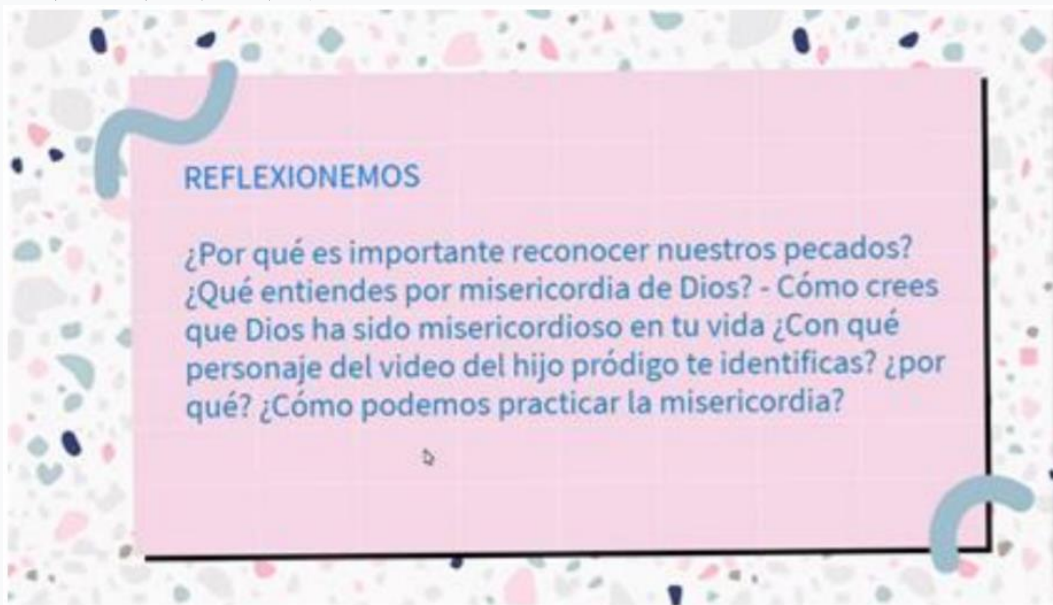 REFLEXIONEMOS
¿Por qué es importante reconocer nuestros pecados?
¿Qué entiendes por misericordia de Dios? - Cómo crees
que Dios ha sido misericordioso en tu vida ¿Con qué
personaje del video del hijo pródigo te identificas? ¿por
qué? ¿Cómo podemos practicar la misericordia?